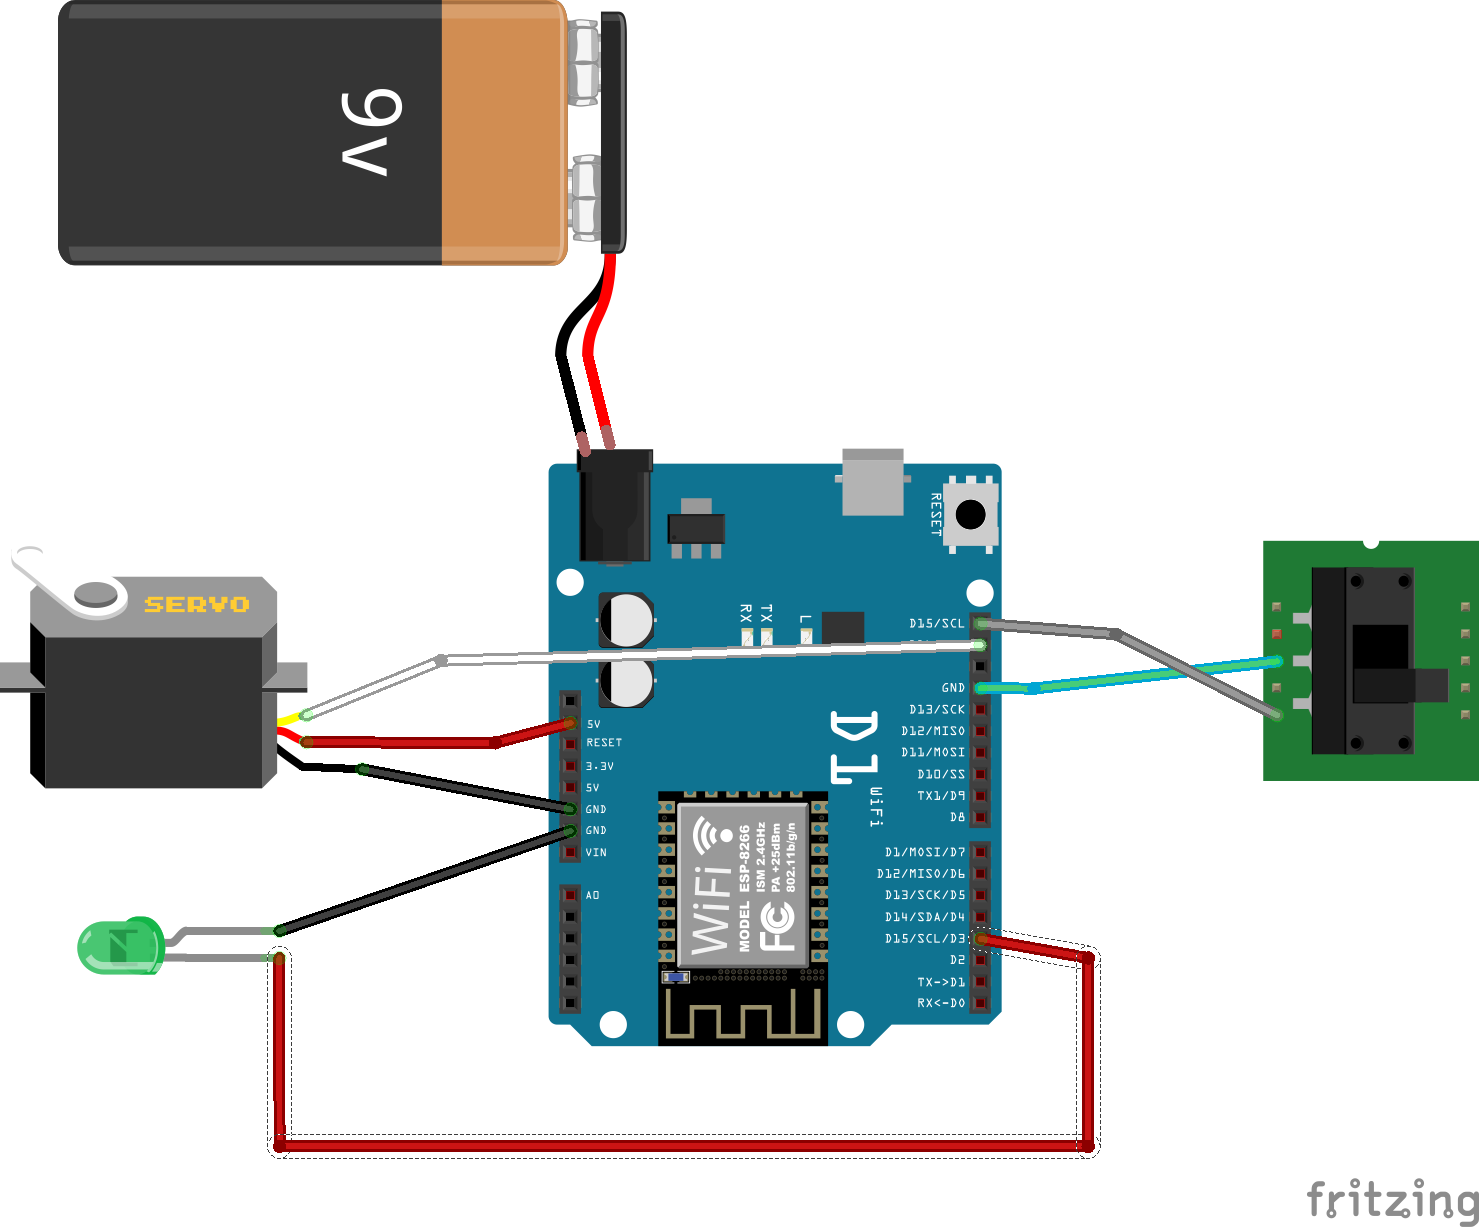 9v
RESET
SERVO
RX
TX
L
D15/SCL
GND
D13/SCK
D12/MISO
D11/MOSI
D10/SS
TX1/D9
D8
5V
RESET
3.3V
5V
GND
GND
VIN
A0
D1
WiFi
WiFi
MODEL ESP-8266
ISM 2.4GHz
PA +25dBm
802.11b/g/n
FC
D1/MOSI/D7
D12/MISO/D6
D13/SCK/D5
D14/SDA/D4
D15/SCL/D3
D2
TX->D1
RX<-D0
fritzing